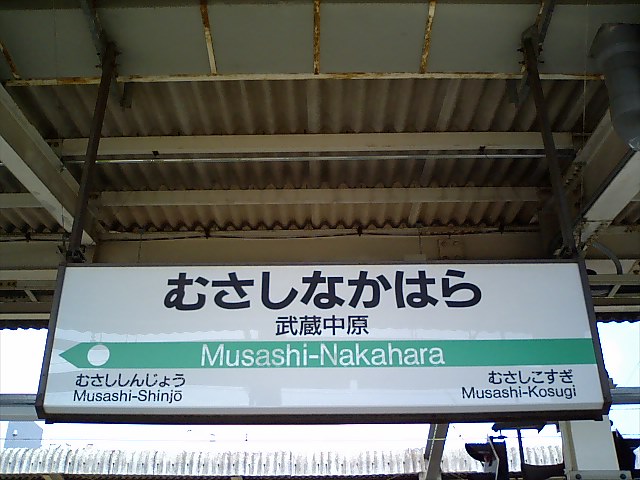 むさしなかはら
武蔵中原
Musashi-Nakahara
むさししんじょう
Musashi-Shinjō
むさしこすぎ
Musashi-Kosugi